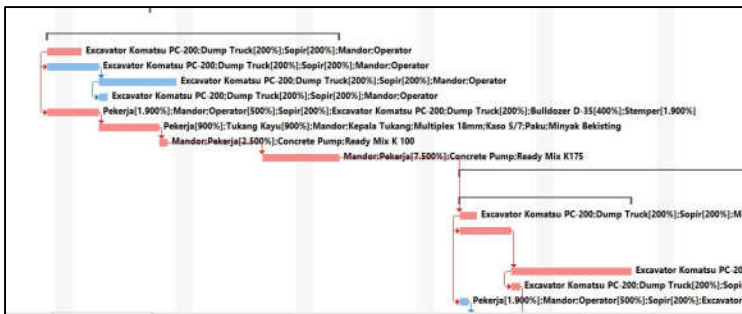 Excavator Komatsu PC-200;Dump Truck[200%];Sopir[200%];Mandor;Operator
Excavator Komatsu PC-200;Dump Truck[200%];Sopir[200%];Mandor;Operator
Excavator Komatsu PC-200;Dump Truck[200%];Sopir[200%];Mandor;Operator
Excavator Komatsu PC-200;Dump Truck[200%];Sopir[200%];Mandor;Operator
Pekerja[1.900%];Mandor;Operator[500%];Sopir[200%];Excavator Komatsu PC-200;Dump Truck[200%];Bulldozer D-35[400%];Stemper[1.900%]
Pekerja[900%];Tukang Kayu[900%];Mandor;Kepala Tukang;Multiplex 18mm;Kaso 5/7;Paku;Minyak Bekisting
Mandor;Pekerja[2.500%];Concrete Pump;Ready Mix K 100
Mandor;Pekerja[7.500%];Concrete Pump;Ready Mix K175
Excavator Komatsu PC-200;Dump Truck[200%];Sopir[200%];M
Excavator Komatsu PC-20
Excavator Komatsu PC-200;Dump Truck[200%];Sopi
Pekerja[1.900%];Mandor;Operator[500%];Sopir[200%];Excavator